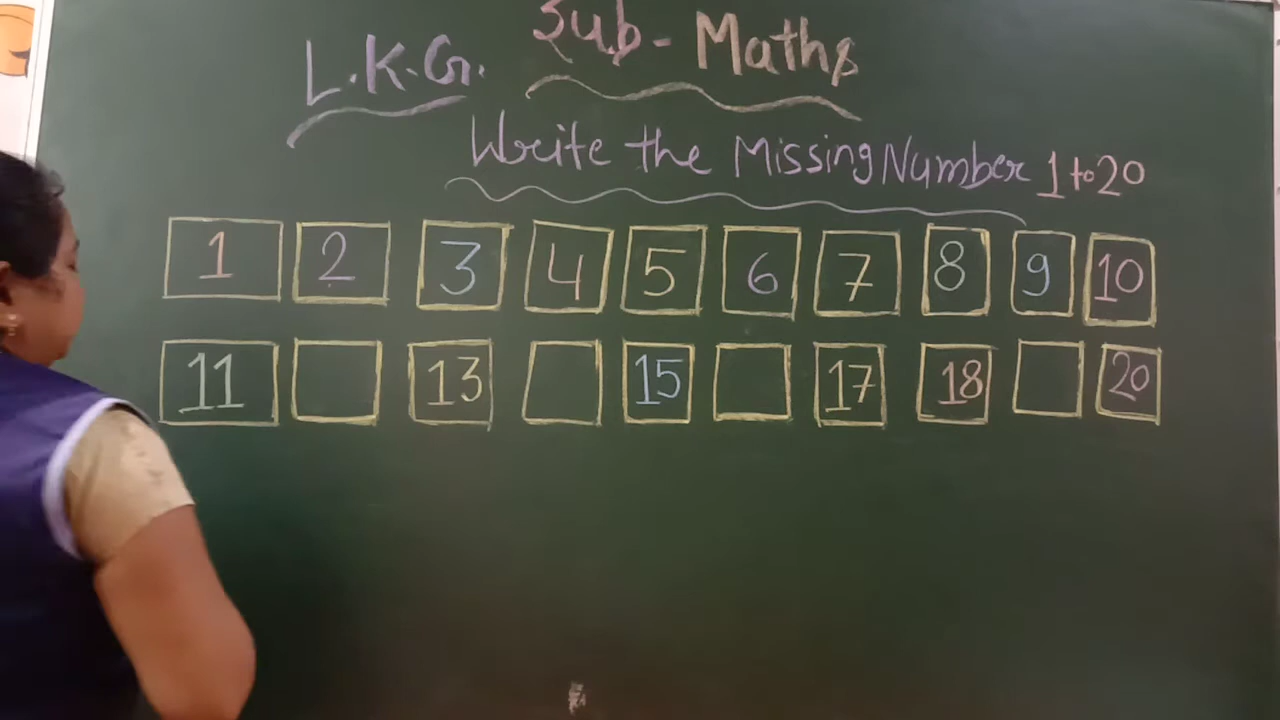 L.K.G. Sub - Maths
Write the Missing Number 1 to 20
1 2 3 4 5 6 7 8 9 10
11 13 15 17 18 20